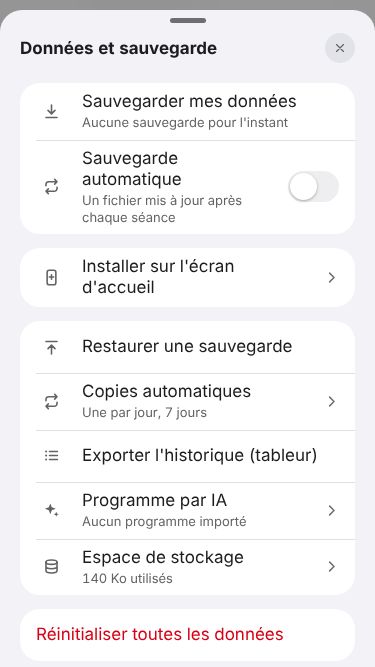 Données et sauvegarde
Sauvegarder mes données
Aucune sauvegarde pour l'instant
Sauvegarde
automatique
Un fichier mis à jour après
chaque séance
Installer sur l'écran
d'accueil
Restaurer une sauvegarde
Copies automatiques
Une par jour, 7 jours
Exporter l'historique (tableur)
Programme par IA
Aucun programme importé
Espace de stockage
140 Ko utilisés
Réinitialiser toutes les données